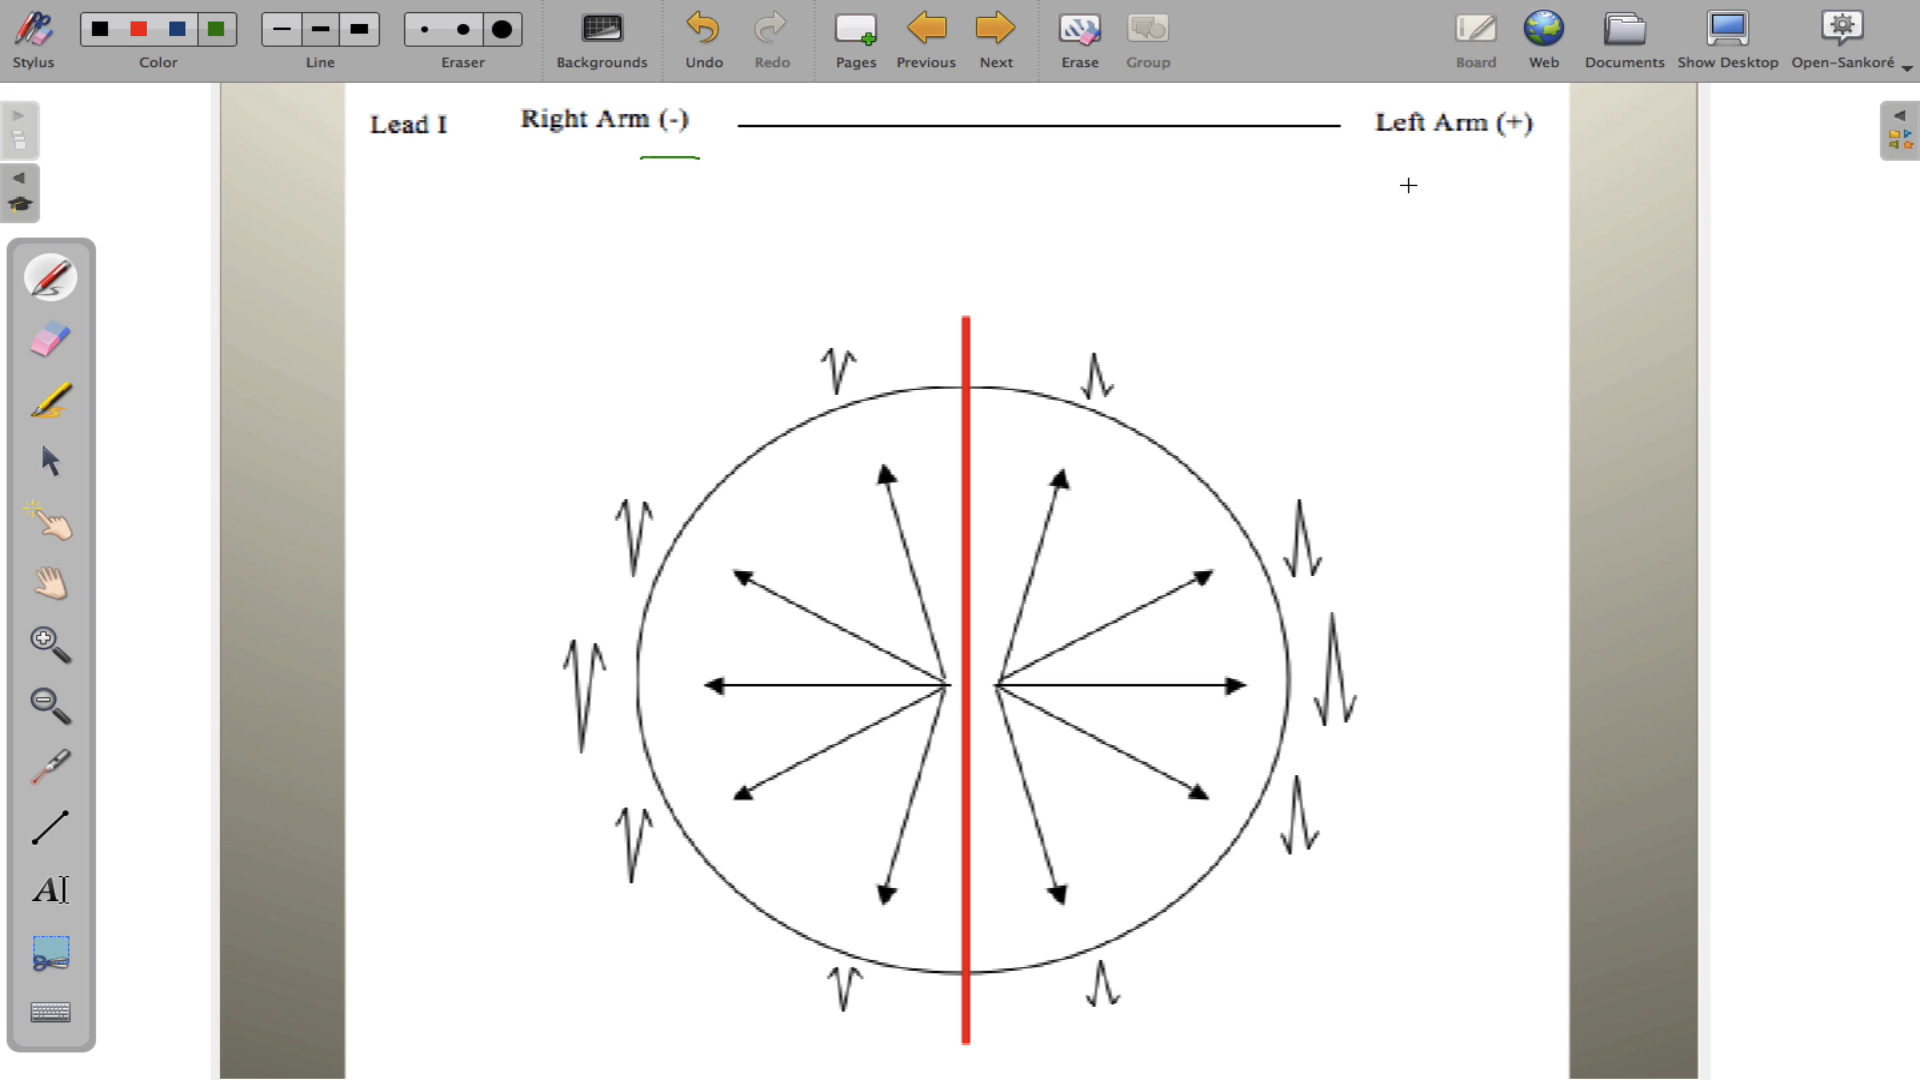 Stylus
Color
Line
Eraser
Backgrounds
Undo
Redo
Pages
Previous
Next
Erase
Group
Board
Web
Documents
Show Desktop
Open-Sankoré
Lead I
Right Arm (-)
Left Arm (+)
AI